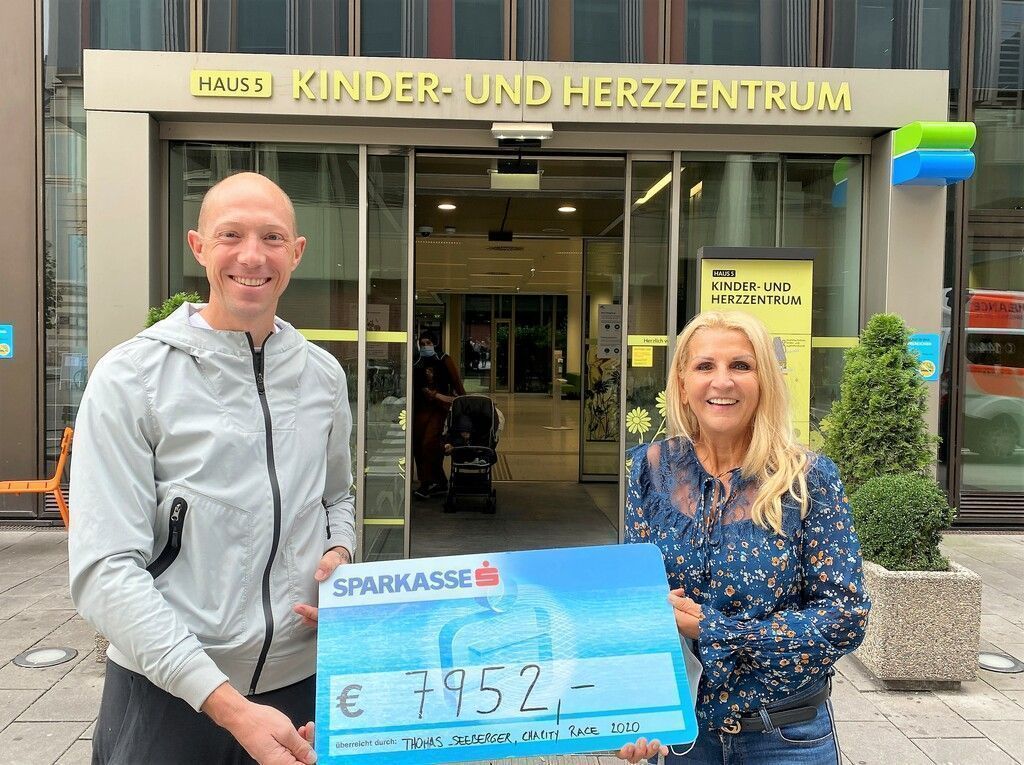 HAUS 5 KINDER- UND HERZZENTRUM
HAUS 5
KINDER- UND
HERZZENTRUM
Herzlich
SPARKASSE
€ 7952,-
überreicht durch: THOMAS SEEBERGER, CHARITY RACE 2020